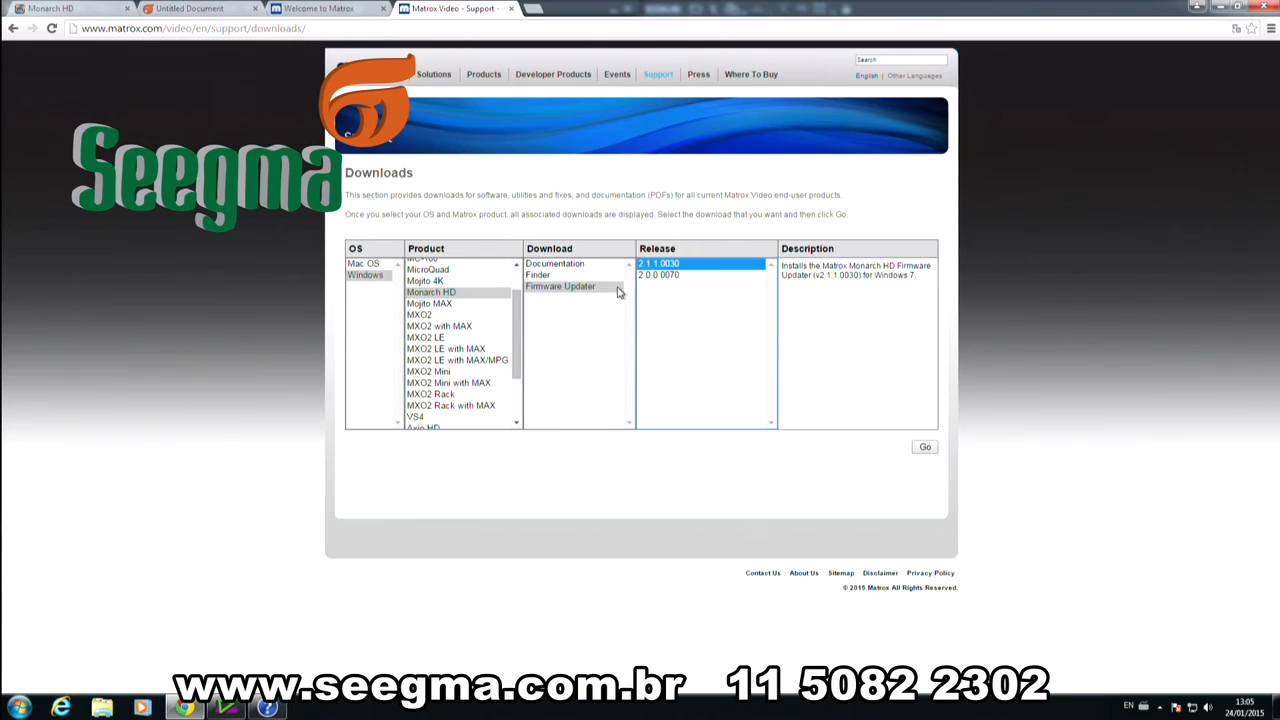 Monarch HD
Untitled Document
Welcome to Matrox
Matrox Video - Support -
www.matrox.com/video/en/support/downloads/
Search
Solutions Products Developer Products Events Support Press Where To Buy
English Other Languages
Seegma
Downloads
This section provides downloads for software, utilities and fixes, and documentation (PDFs) for all current Matrox Video end-user products.
Once you select your OS and Matrox product, all associated downloads are displayed. Select the download that you want and then click Go.
OS
Mac OS
Windows
Product
MicroQuad
Mojito 4K
Monarch HD
Mojito MAX
MXO2
MXO2 with MAX
MXO2 LE
MXO2 LE with MAX
MXO2 LE with MAX/MPG
MXO2 Mini
MXO2 Mini with MAX
MXO2 Rack
MXO2 Rack with MAX
VS4
Axio HD
Download
Documentation
Finder
Firmware Updater
Release
2.1.1.0030
2.0.0.0070
Description
Installs the Matrox Monarch HD Firmware
Updater (v2.1.1.0030) for Windows 7.
Go
Contact Us About Us Sitemap Disclaimer Privacy Policy
© 2015 Matrox All Rights Reserved.
www.seegma.com.br 11 5082 2302
EN
13:05
24/01/2015